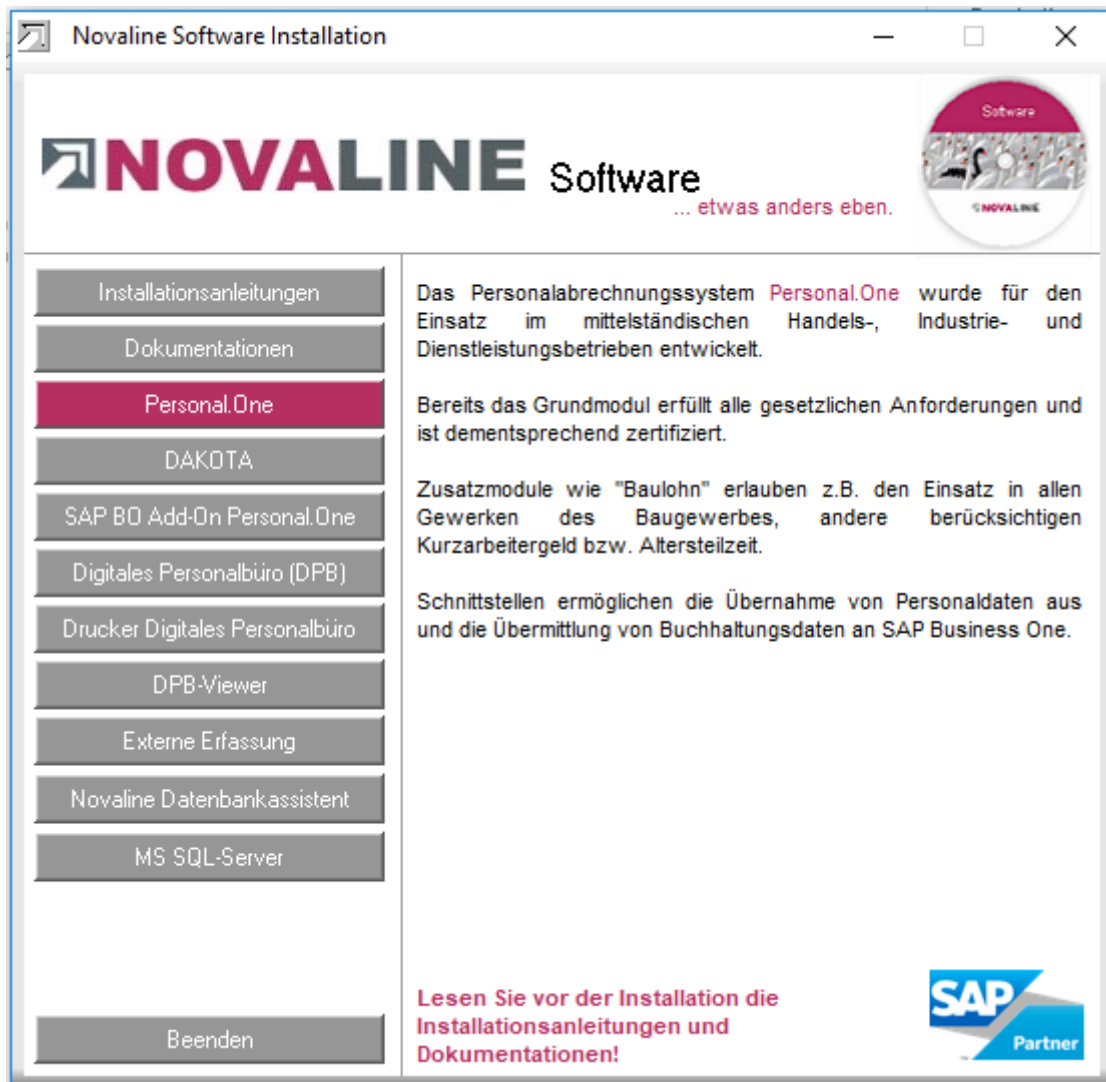 Novaline Software Installation
NOVALINE Software
... etwas anders eben.
Software
NOVALINE
Installationsanleitungen
Dokumentationen
Personal.One
DAKOTA
SAP BO Add-On Personal.One
Digitales Personalbüro (DPB)
Drucker Digitales Personalbüro
DPB-Viewer
Externe Erfassung
Novaline Datenbankassistent
MS SQL-Server
Beenden
Das Personalabrechnungssystem Personal.One wurde für den
Einsatz im mittelständischen Handels-, Industrie- und
Dienstleistungsbetrieben entwickelt.
Bereits das Grundmodul erfüllt alle gesetzlichen Anforderungen und
ist dementsprechend zertifiziert.
Zusatzmodule wie "Baulohn" erlauben z.B. den Einsatz in allen
Gewerken des Baugewerbes, andere berücksichtigen
Kurzarbeitergeld bzw. Altersteilzeit.
Schnittstellen ermöglichen die Übernahme von Personaldaten aus
und die Übermittlung von Buchhaltungsdaten an SAP Business One.
Lesen Sie vor der Installation die
Installationsanleitungen und
Dokumentationen!
SAP
Partner